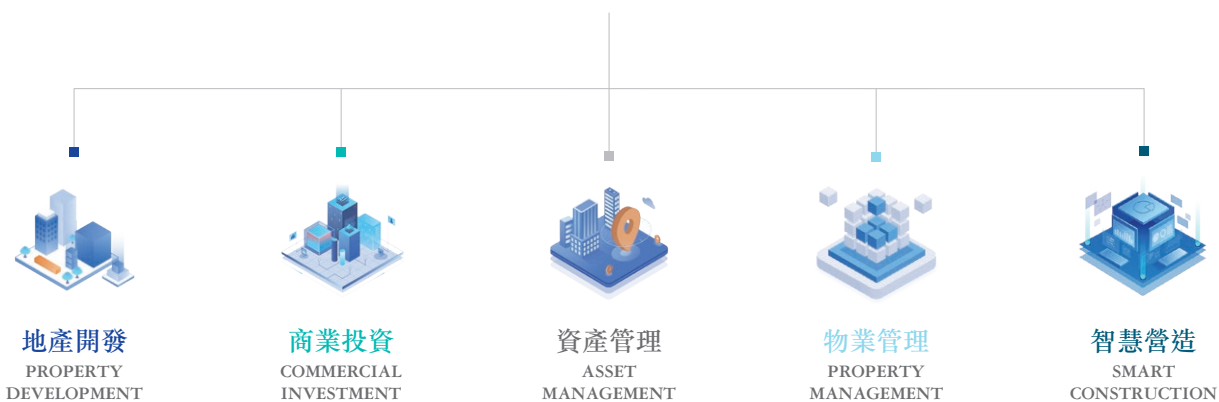 地產開發
PROPERTY
DEVELOPMENT
商業投資
COMMERCIAL
INVESTMENT
資產管理
ASSET
MANAGEMENT
物業管理
PROPERTY
MANAGEMENT
智慧營造
SMART
CONSTRUCTION